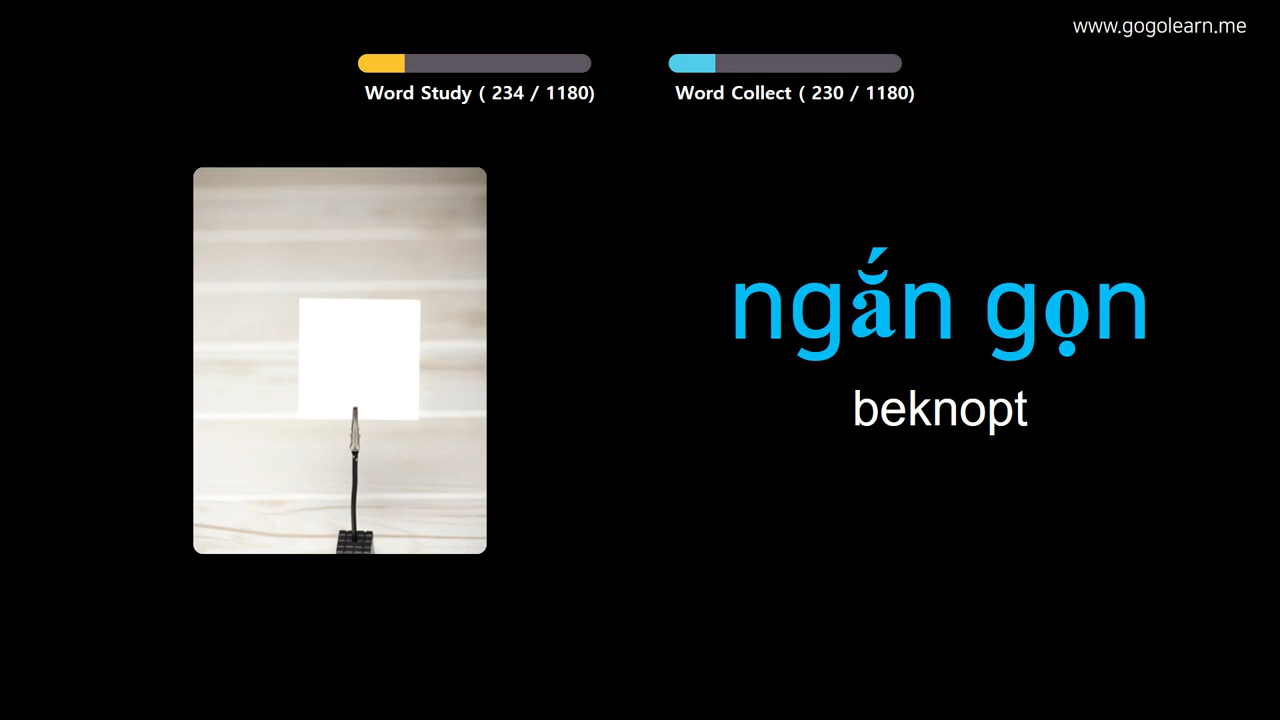 www.gogolearn.me
Word Study ( 234 / 1180)
Word Collect ( 230 / 1180)
ngắn gọn
beknopt